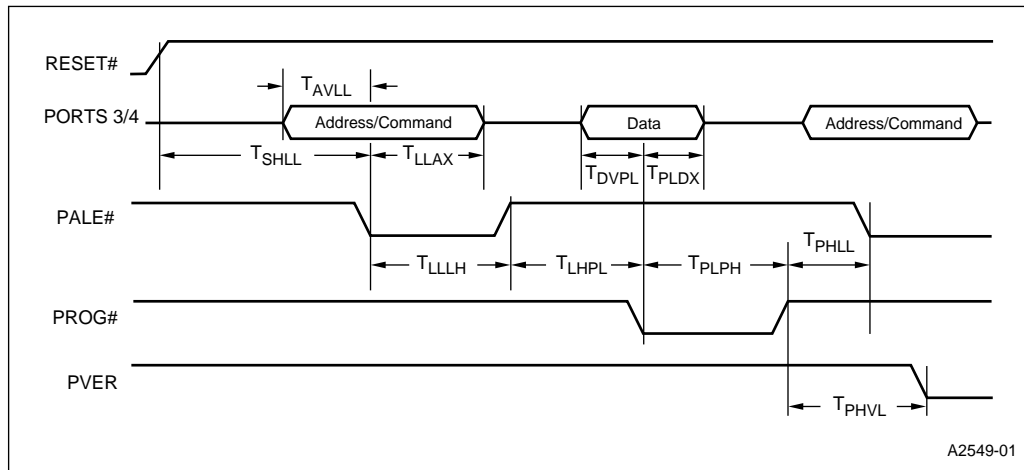 RESET#
TAVLL
PORTS 3/4
Address/Command
Data
Address/Command
TSHLL
TLLAX
TDVPL
TPLDX
PALE#
TPHLL
TLLLH
TLHPL
TPLPH
PROG#
PVER
TPHVL
A2549-01